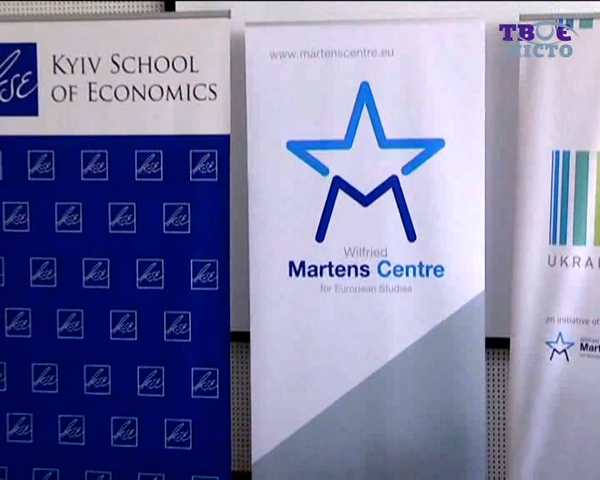 ТВОЄ
МІСТО
KSE
KYIV SCHOOL
OF ECONOMICS
www.martenscentre.eu
Wilfried
Martens Centre
for European Studies
UKRA
an initiative of